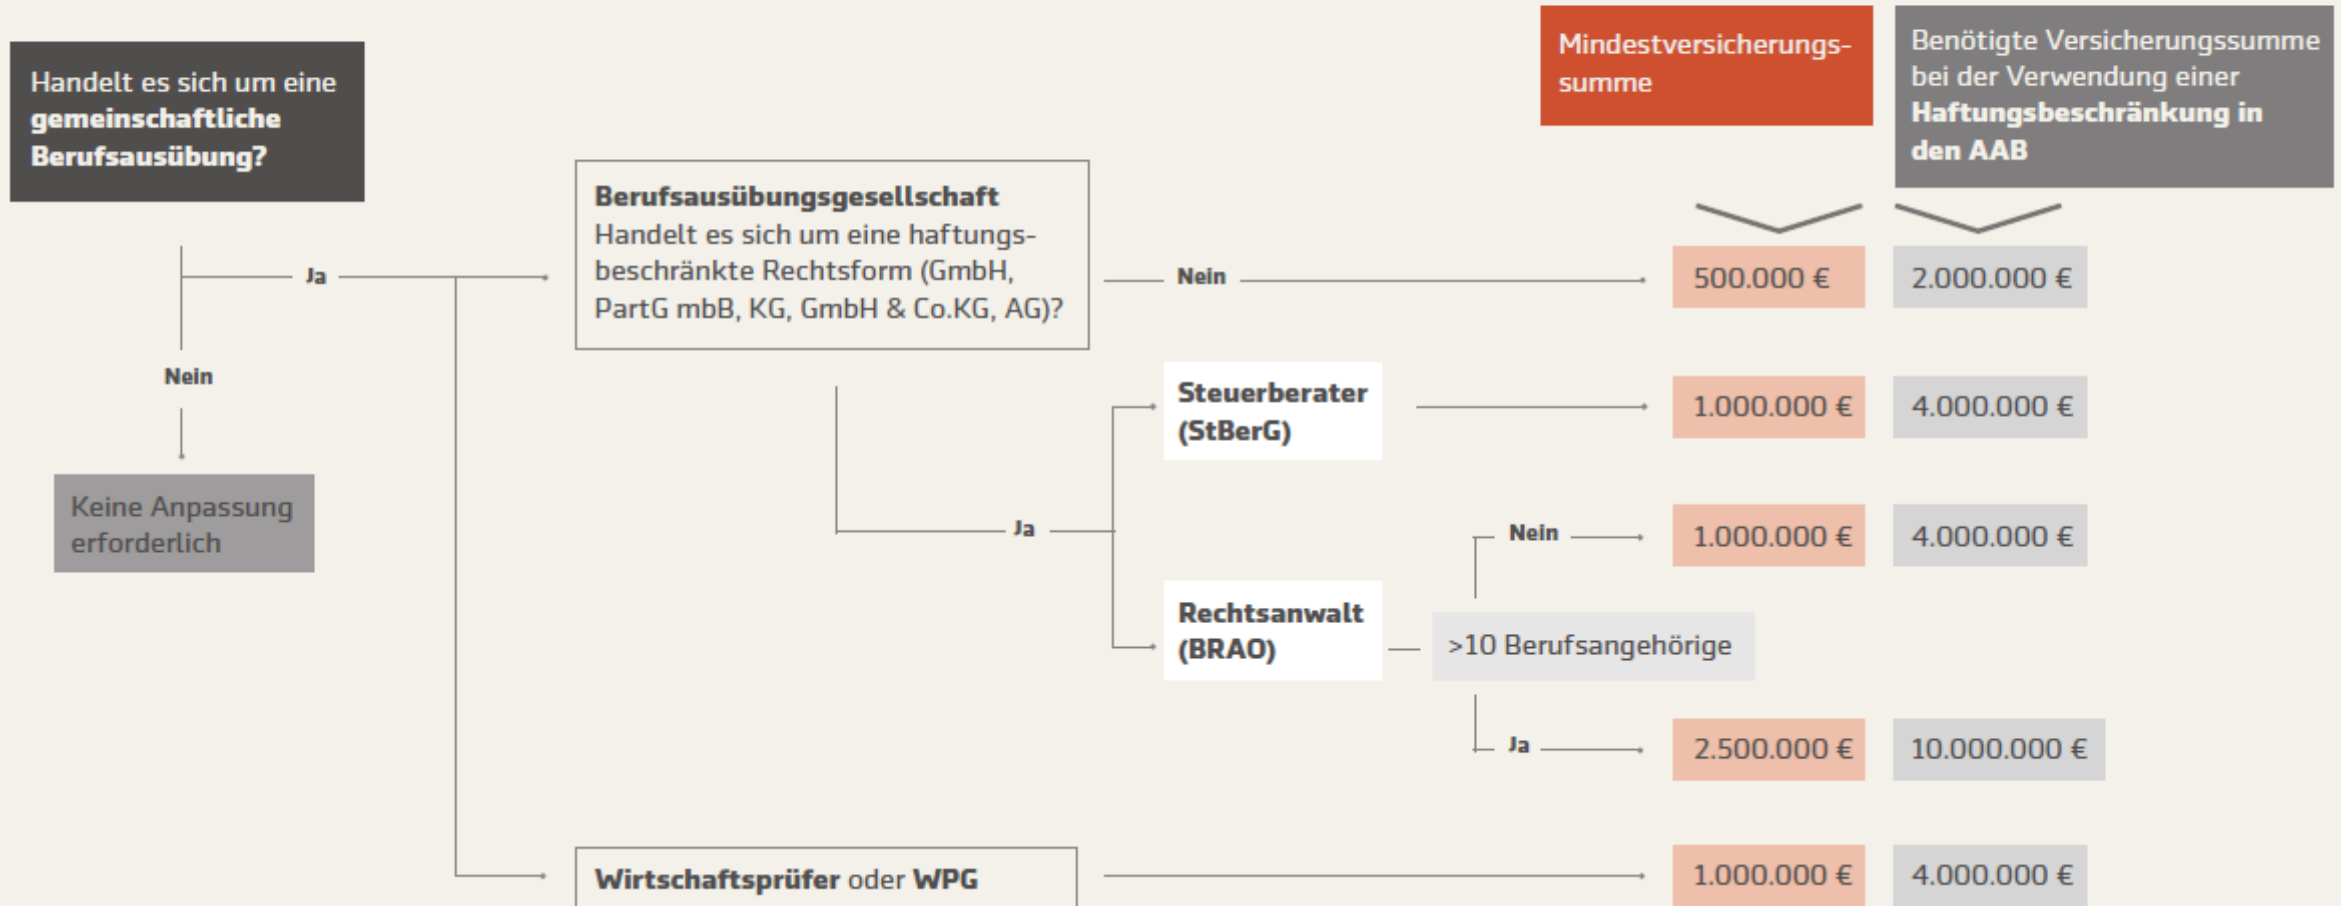 Handelt es sich um eine
gemeinschaftliche
Berufsausübung?
Ja
Nein
Keine Anpassung
erforderlich
Berufsausübungsgesellschaft
Handelt es sich um eine haftungs-
beschränkte Rechtsform (GmbH,
PartG mbB, KG, GmbH & Co.KG, AG)?
Mindestversicherungs-
summe
Benötigte Versicherungssumme
bei der Verwendung einer
Haftungsbeschränkung in
den AAB
Nein
500.000 €
2.000.000 €
Ja
Steuerberater
(StBerG)
1.000.000 €
4.000.000 €
Rechtsanwalt
(BRAO)
>10 Berufsangehörige
Nein
1.000.000 €
4.000.000 €
Ja
2.500.000 €
10.000.000 €
Wirtschaftsprüfer oder WPG
1.000.000 €
4.000.000 €